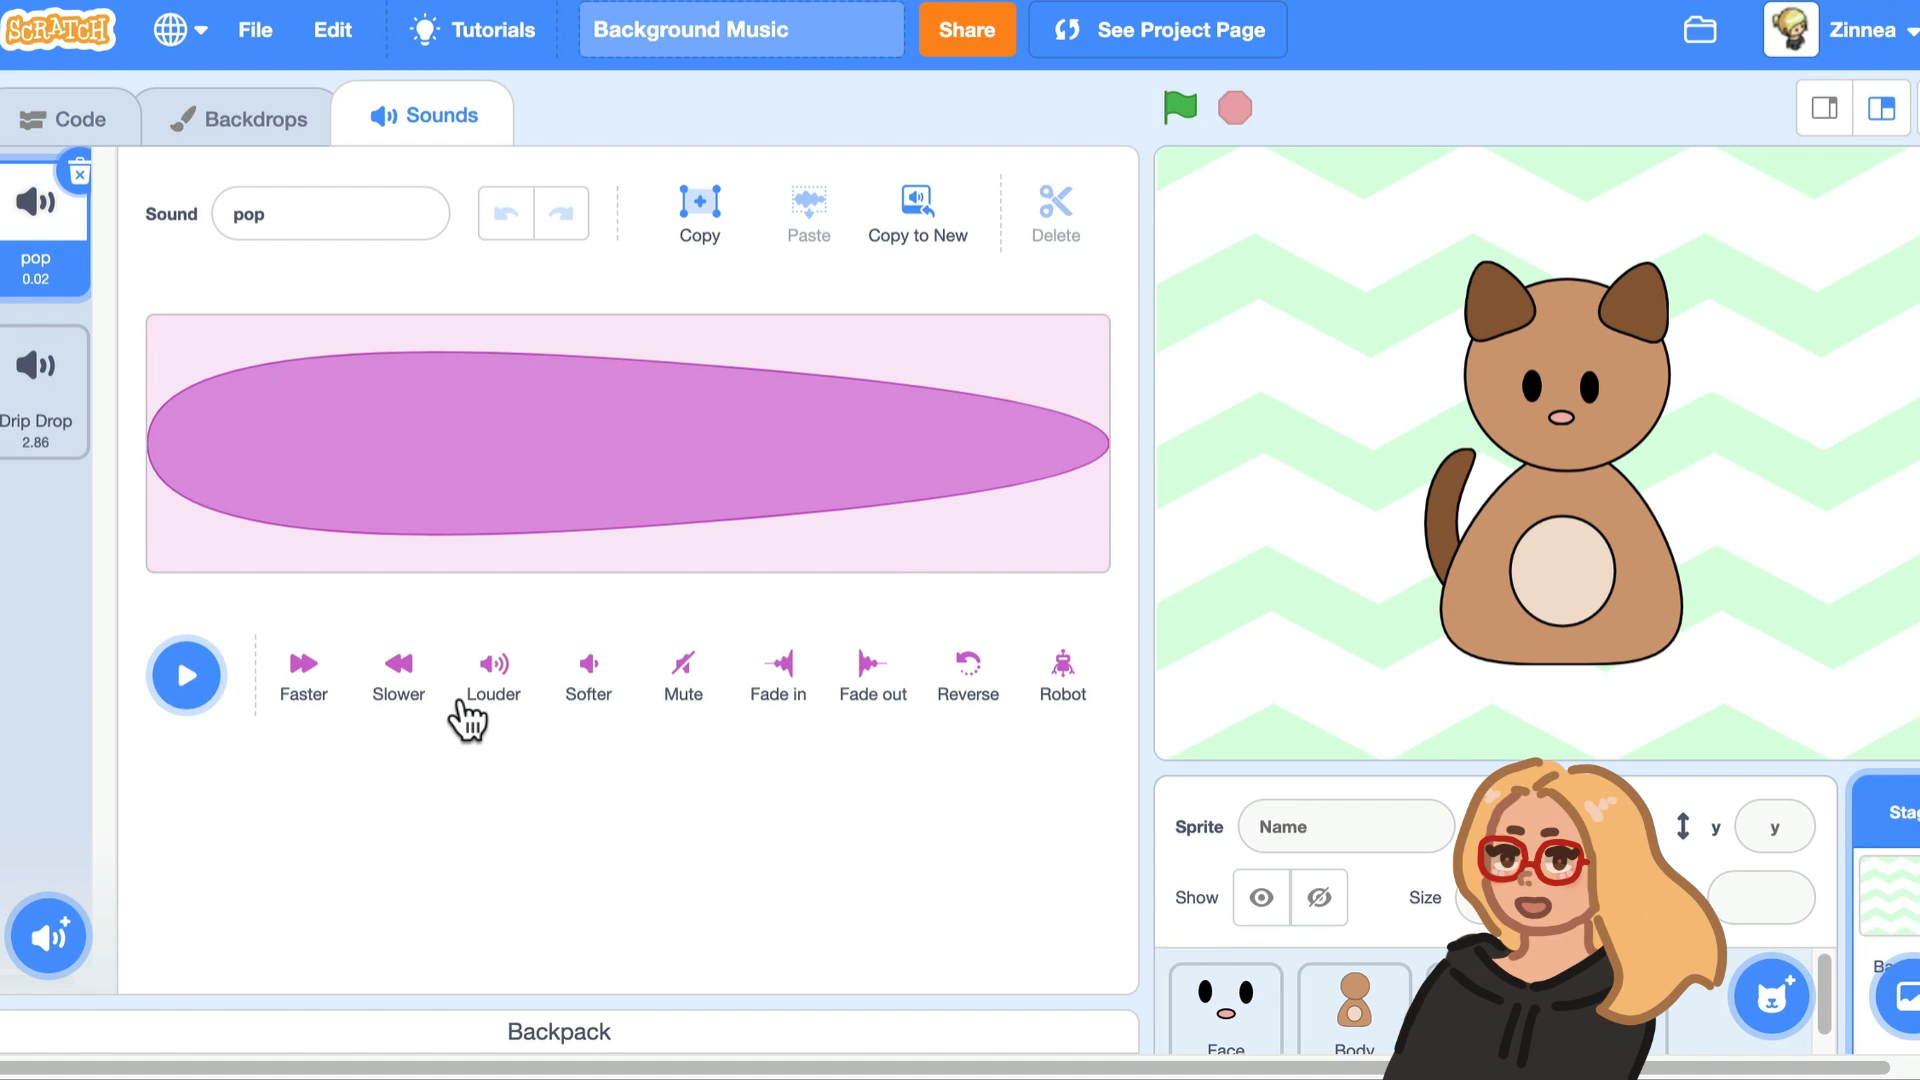 SCRATCH File Edit Tutorials Background Music Share See Project Page Zinnea
Code Backdrops Sounds
Sound pop Copy Paste Copy to New Delete
pop
0.02
Drip Drop
2.86
Faster Slower Louder Softer Mute Fade in Fade out Reverse Robot
Sprite Name y y
Show Size
Face Body
Backpack